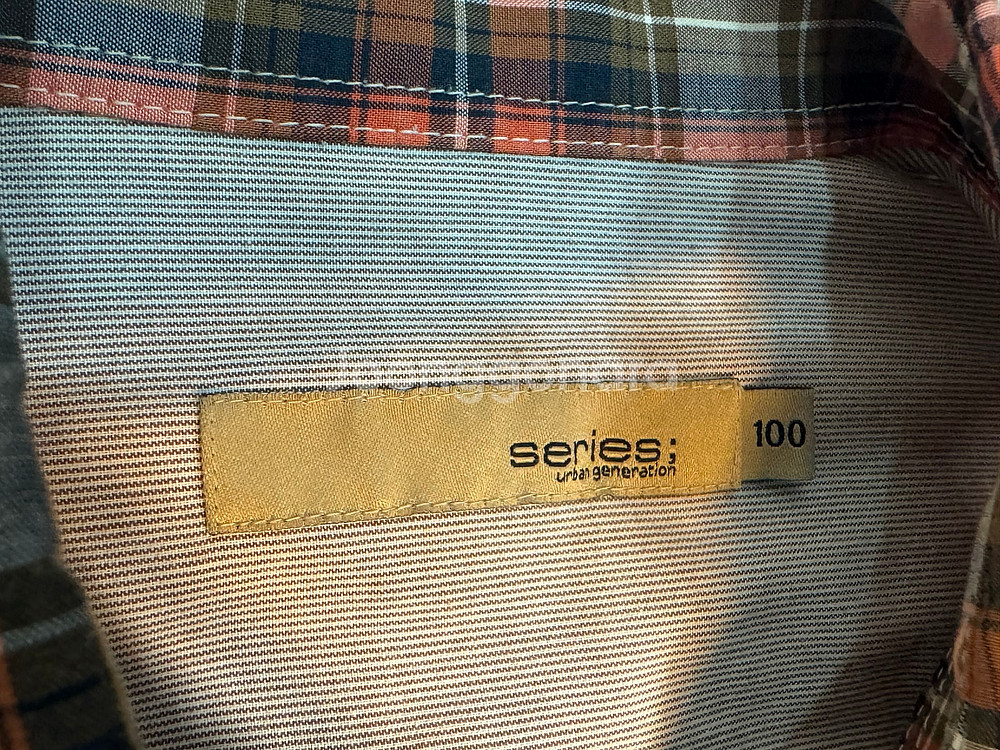 series;
urban generation
100